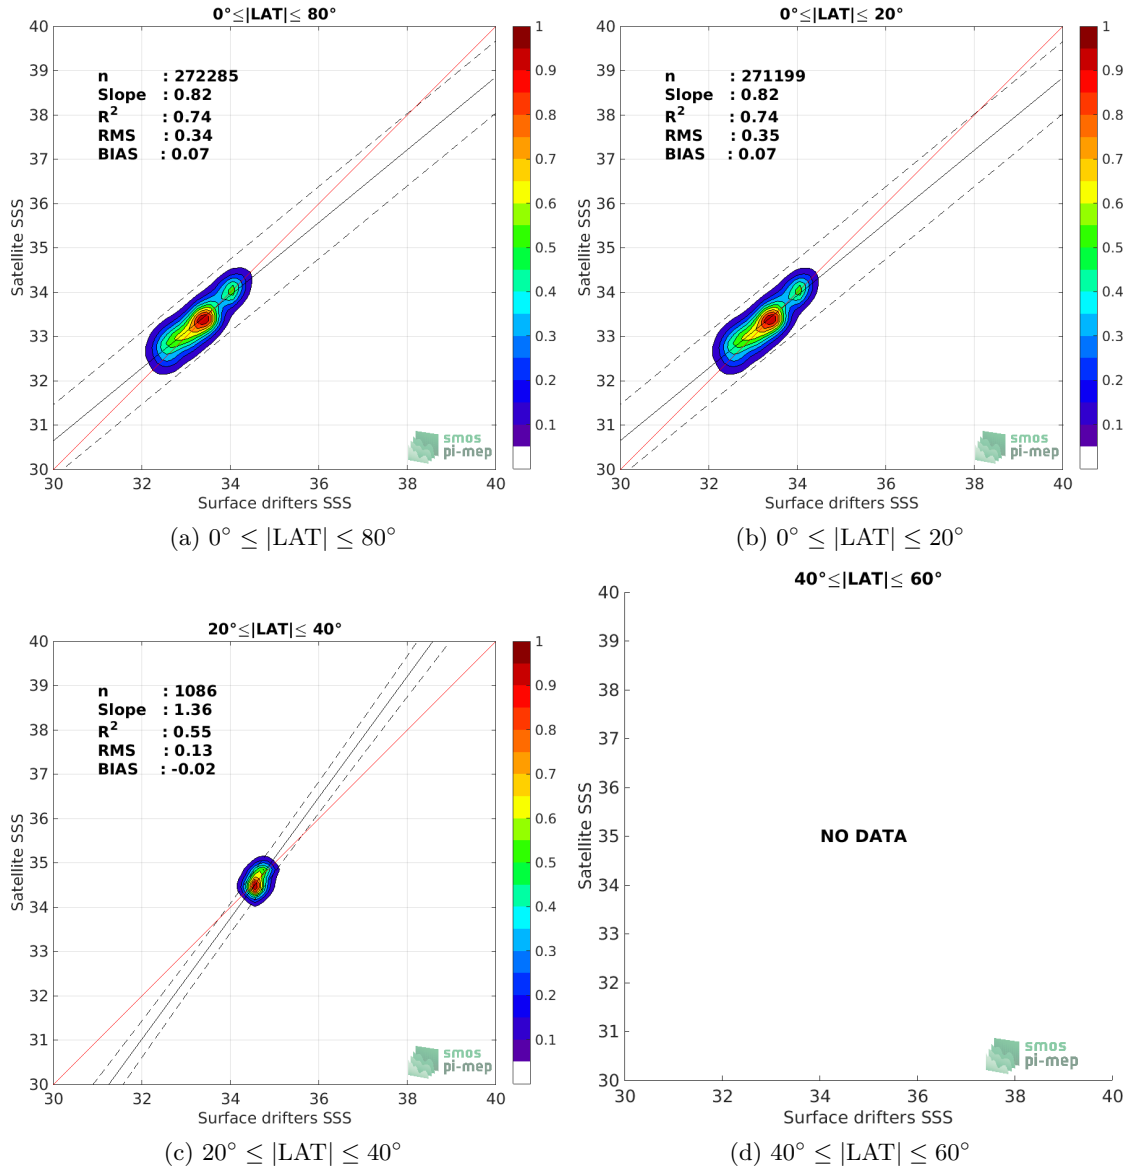 0°≤|LAT|≤ 80°
40
39
38
37
36
35
34
33
32
31
30
Satellite SSS
n : 272285
Slope : 0.82
R² : 0.74
RMS : 0.34
BIAS : 0.07
smos
pi-mep
30 32 34 36 38 40
Surface drifters SSS
1
0.9
0.8
0.7
0.6
0.5
0.4
0.3
0.2
0.1
(a) 0° ≤ |LAT| ≤ 80°
0°≤|LAT|≤ 20°
40
39
38
37
36
35
34
33
32
31
30
Satellite SSS
n : 271199
Slope : 0.82
R² : 0.74
RMS : 0.35
BIAS : 0.07
smos
pi-mep
30 32 34 36 38 40
Surface drifters SSS
1
0.9
0.8
0.7
0.6
0.5
0.4
0.3
0.2
0.1
(b) 0° ≤ |LAT| ≤ 20°
20°≤|LAT|≤ 40°
40
39
38
37
36
35
34
33
32
31
30
Satellite SSS
n : 1086
Slope : 1.36
R² : 0.55
RMS : 0.13
BIAS : -0.02
smos
pi-mep
30 32 34 36 38 40
Surface drifters SSS
1
0.9
0.8
0.7
0.6
0.5
0.4
0.3
0.2
0.1
(c) 20° ≤ |LAT| ≤ 40°
40°≤|LAT|≤ 60°
40
39
38
37
36
35
34
33
32
31
30
Satellite SSS
NO DATA
smos
pi-mep
30 32 34 36 38 40
Surface drifters SSS
(d) 40° ≤ |LAT| ≤ 60°